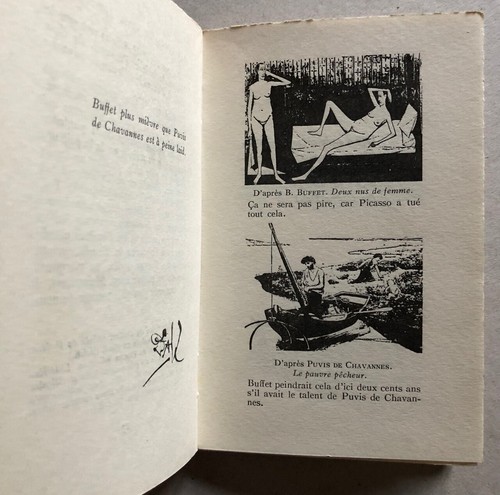 Buffet plus mièvre que Puvis
de Chavannes est à peine laid.
D'après B. BUFFET. Deux nus de femme.
Ça ne sera pas pire, car Picasso a tué
tout cela.
D'après PUVIS DE CHAVANNES.
Le pauvre pêcheur.
Buffet peindrait cela d'ici deux cents ans
s'il avait le talent de Puvis de Chavan-
nes.